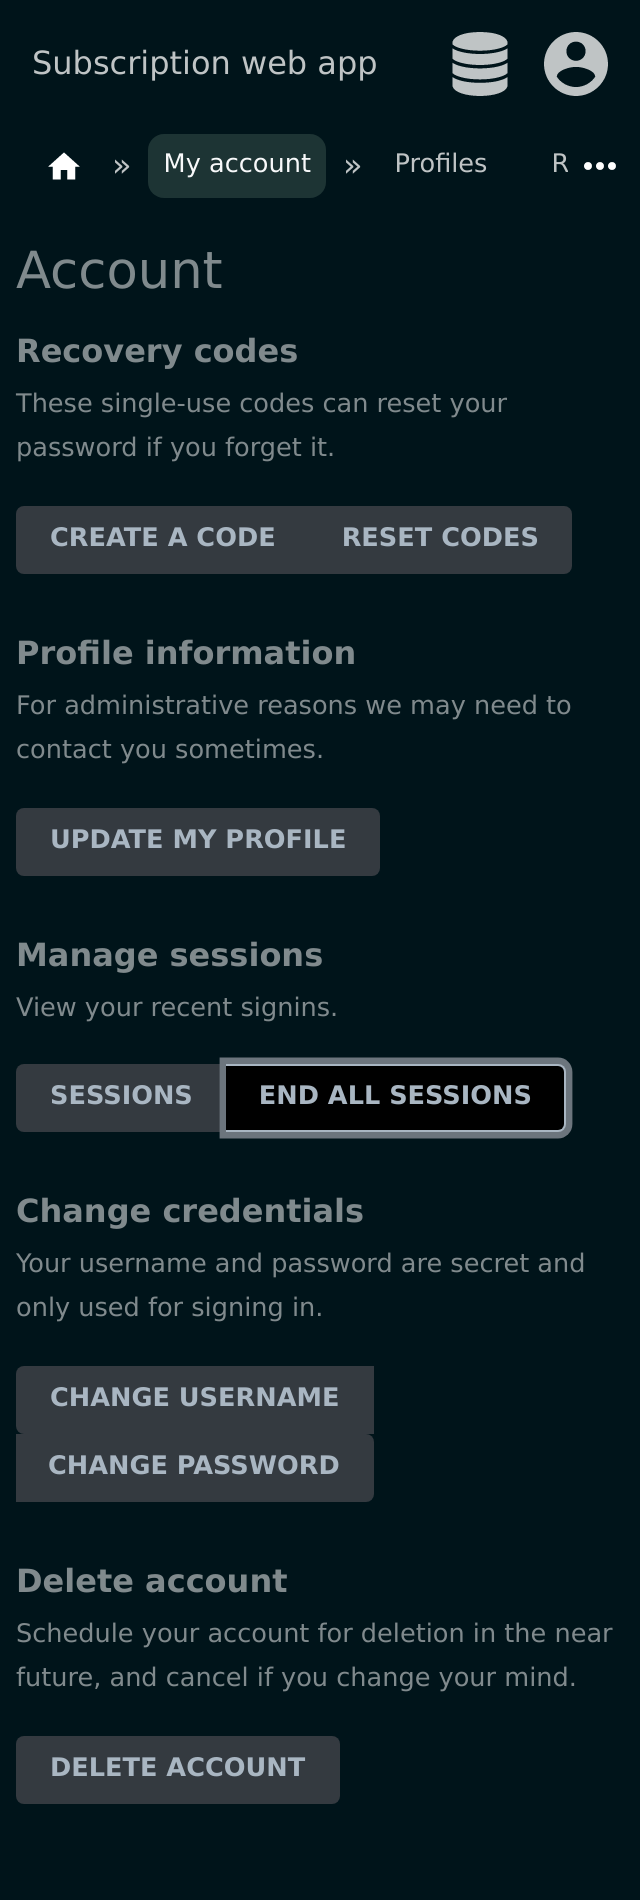 Subscription web app
» My account » Profiles R
Account
Recovery codes
These single-use codes can reset your
password if you forget it.
CREATE A CODE RESET CODES
Profile information
For administrative reasons we may need to
contact you sometimes.
UPDATE MY PROFILE
Manage sessions
View your recent signins.
SESSIONS END ALL SESSIONS
Change credentials
Your username and password are secret and
only used for signing in.
CHANGE USERNAME
CHANGE PASSWORD
Delete account
Schedule your account for deletion in the near
future, and cancel if you change your mind.
DELETE ACCOUNT